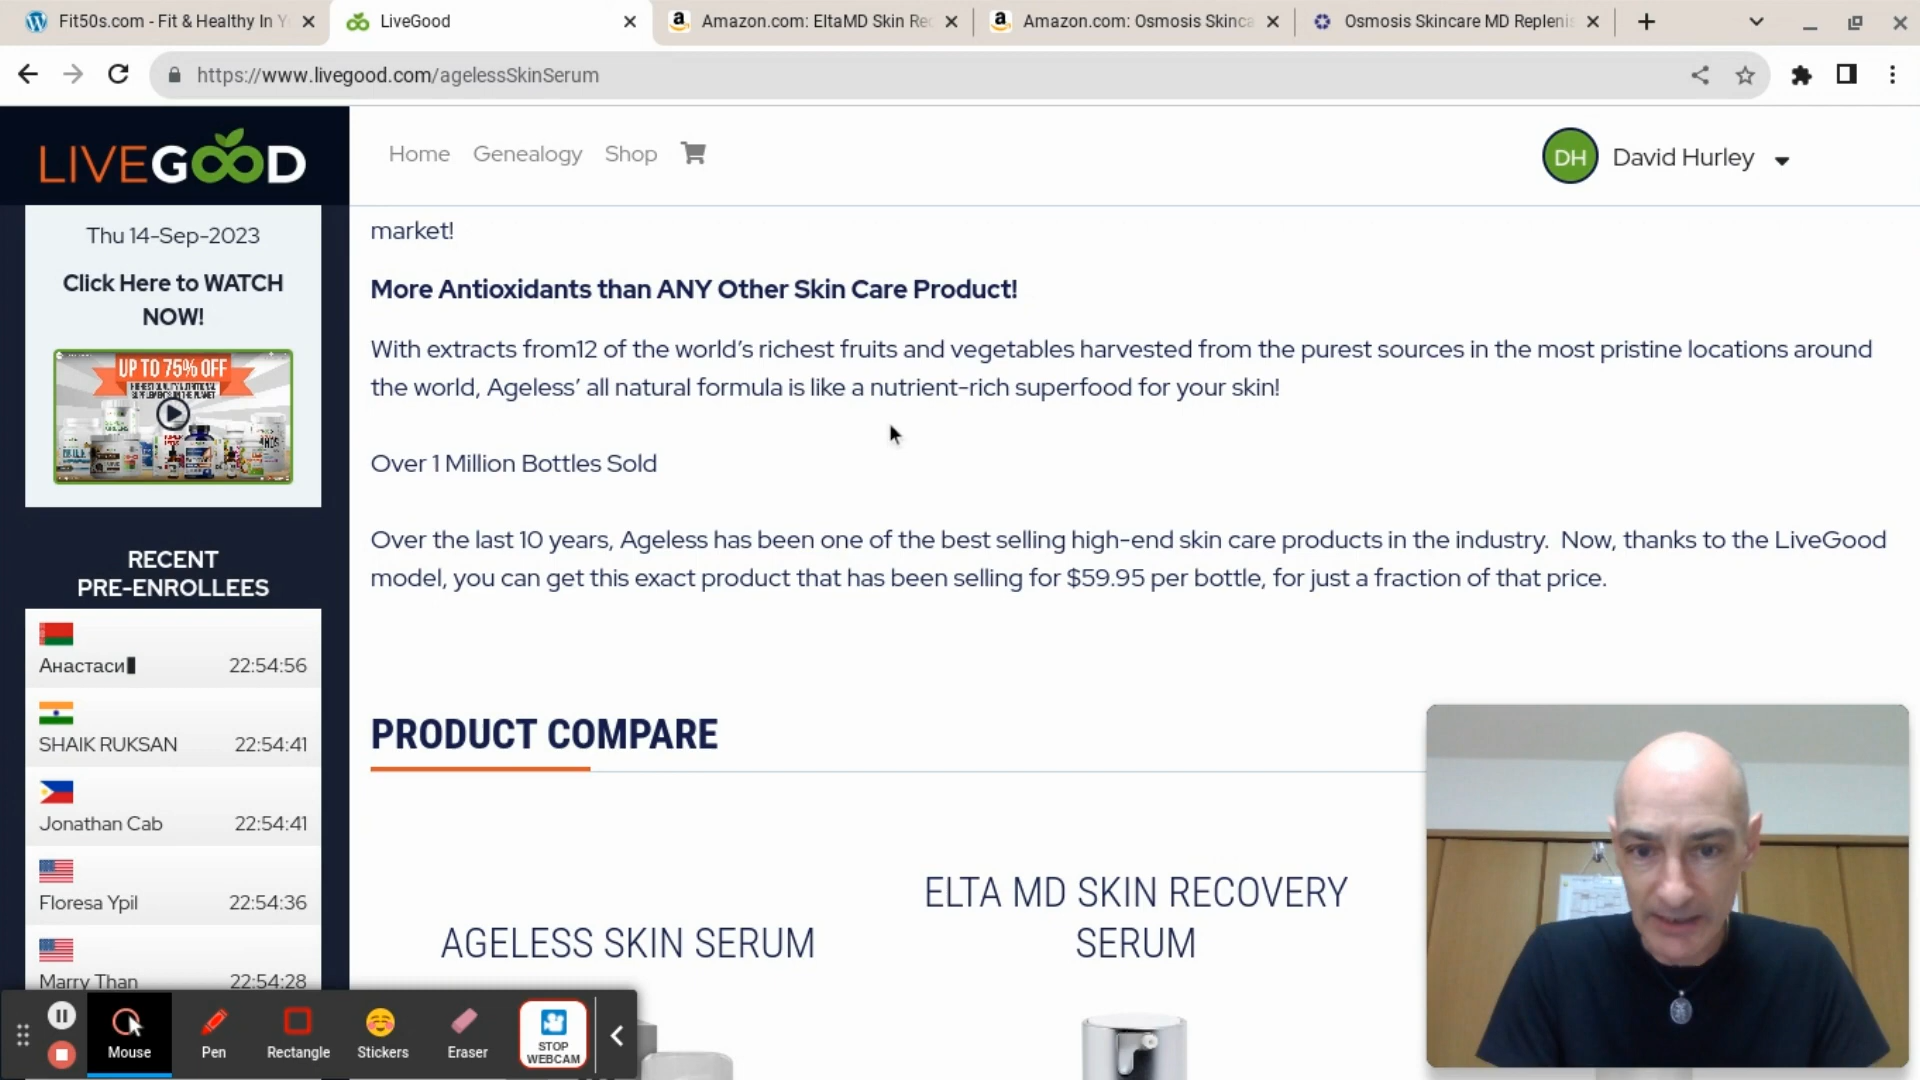 Fit50s.com - Fit & Healthy In Y
LiveGood
Amazon.com: EltaMD Skin Rec
Amazon.com: Osmosis Skinca
Osmosis Skincare MD Replenis
https://www.livegood.com/agelessSkinSerum
LIVEGOOD
Home
Genealogy
Shop
DH
David Hurley
Thu 14-Sep-2023
Click Here to WATCH
NOW!
UP TO 75% OFF
RECENT
PRE-ENROLLEES
Анастаси
22:54:56
SHAIK RUKSAN
22:54:41
Jonathan Cab
22:54:41
Floresa Ypil
22:54:36
Marry Than
22:54:28
market!
More Antioxidants than ANY Other Skin Care Product!
With extracts from12 of the world's richest fruits and vegetables harvested from the purest sources in the most pristine locations around
the world, Ageless' all natural formula is like a nutrient-rich superfood for your skin!
Over 1 Million Bottles Sold
Over the last 10 years, Ageless has been one of the best selling high-end skin care products in the industry.  Now, thanks to the LiveGood
model, you can get this exact product that has been selling for $59.95 per bottle, for just a fraction of that price.
PRODUCT COMPARE
AGELESS SKIN SERUM
ELTA MD SKIN RECOVERY
SERUM
Mouse
Pen
Rectangle
Stickers
Eraser
STOP
WEBCAM